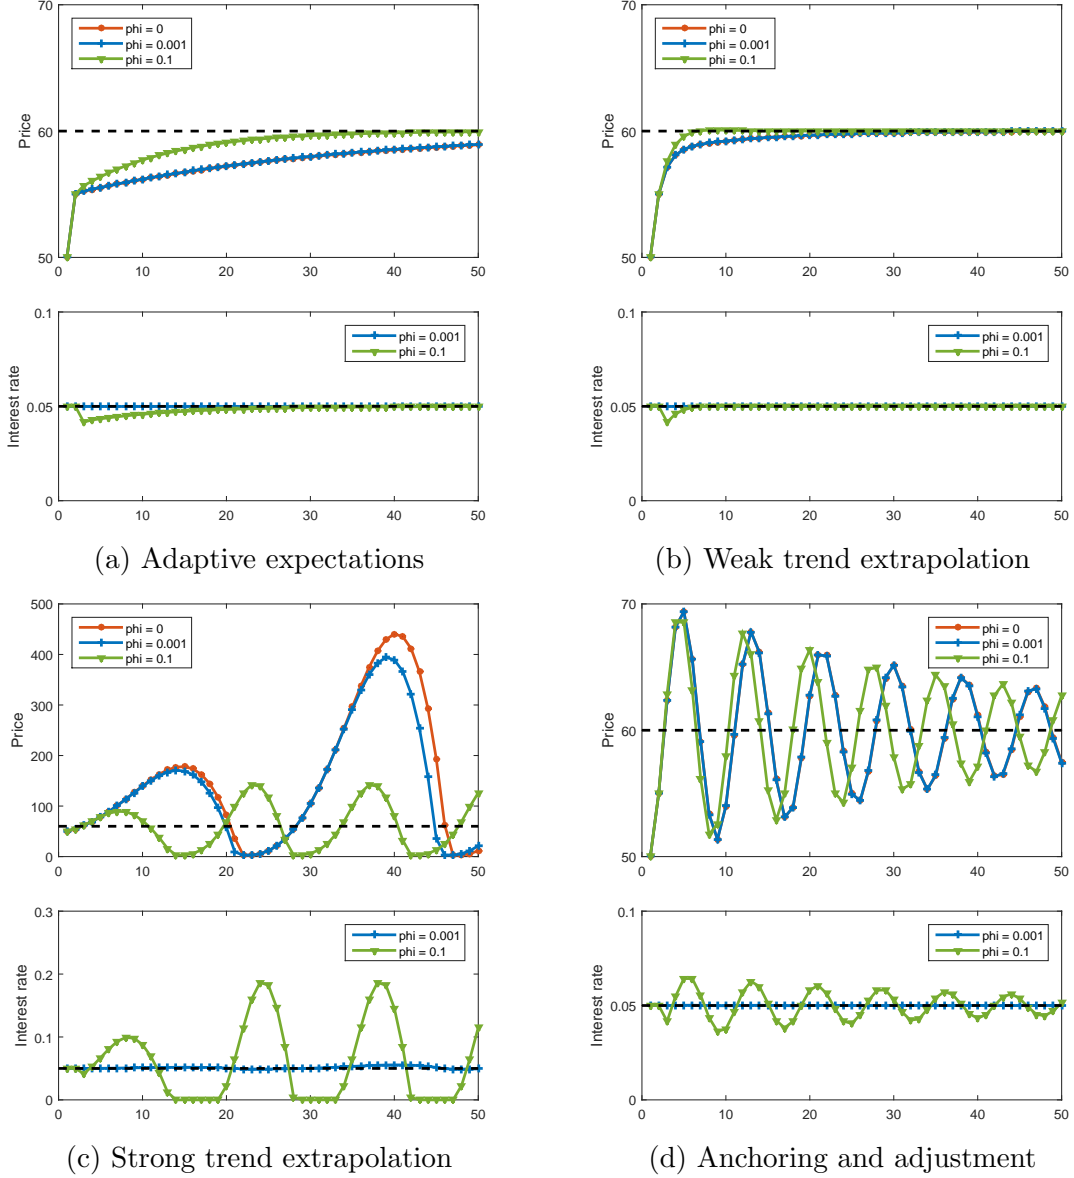 70
60
50
Price
phi = 0
phi = 0.001
phi = 0.1
0 10 20 30 40 50
0.1
0.05
0
Interest rate
phi = 0.001
phi = 0.1
0 10 20 30 40 50
(a) Adaptive expectations
70
60
50
Price
phi = 0
phi = 0.001
phi = 0.1
0 10 20 30 40 50
0.1
0.05
0
Interest rate
phi = 0.001
phi = 0.1
0 10 20 30 40 50
(b) Weak trend extrapolation
500
400
300
200
100
0
Price
phi = 0
phi = 0.001
phi = 0.1
0 10 20 30 40 50
0.3
0.2
0.1
0
Interest rate
phi = 0.001
phi = 0.1
0 10 20 30 40 50
(c) Strong trend extrapolation
70
60
50
Price
phi = 0
phi = 0.001
phi = 0.1
0 10 20 30 40 50
0.1
0.05
0
Interest rate
phi = 0.001
phi = 0.1
0 10 20 30 40 50
(d) Anchoring and adjustment